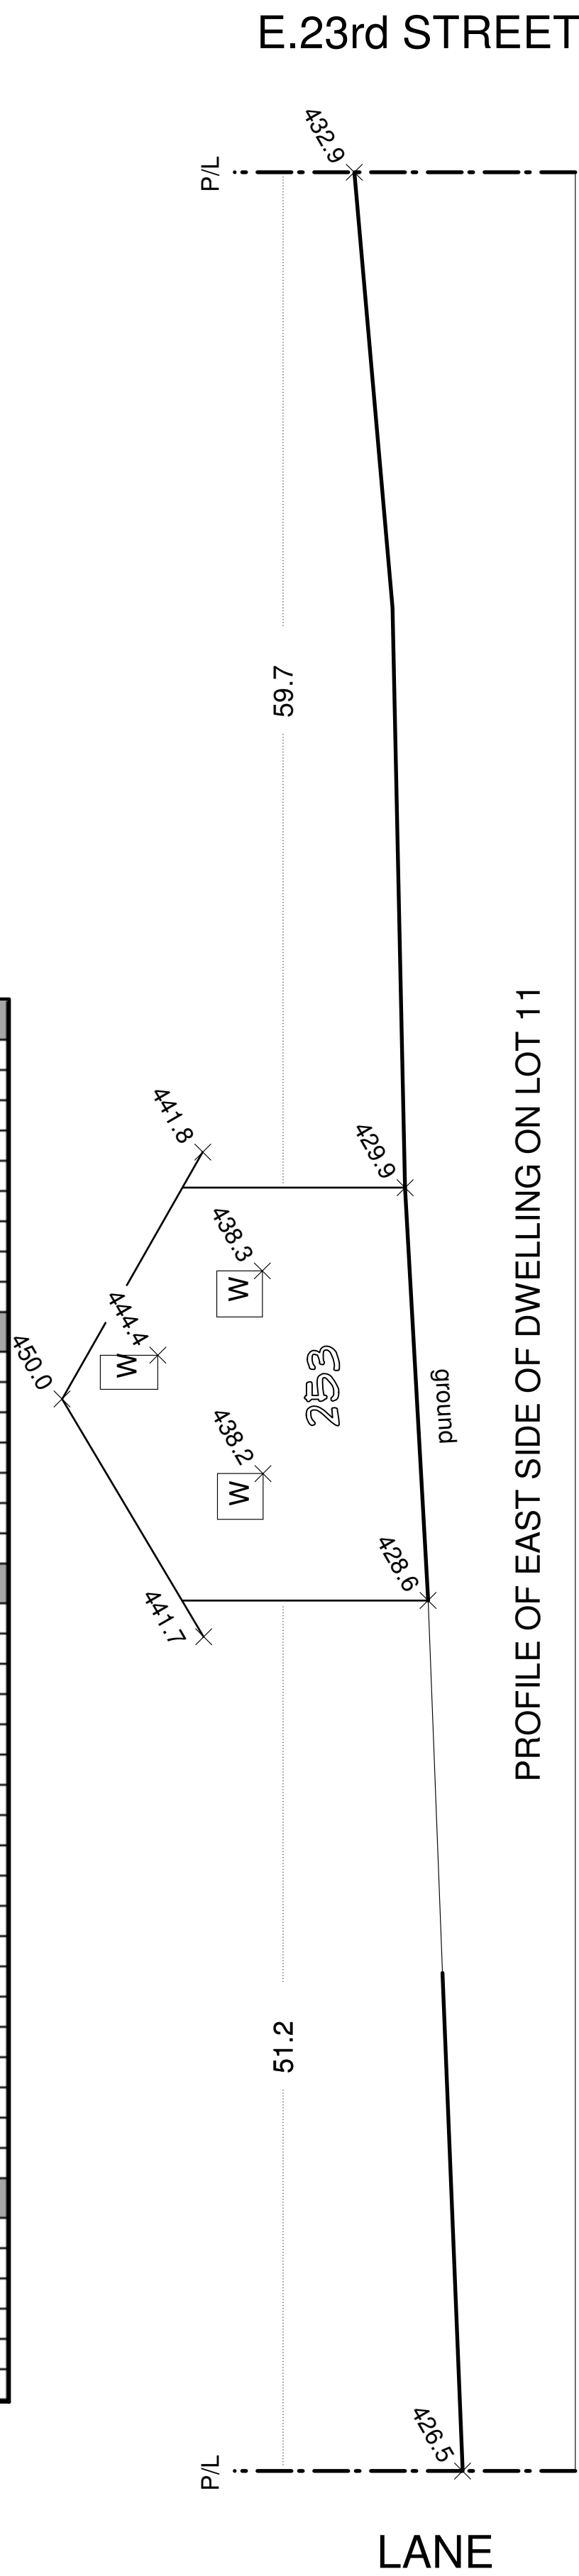 E.23rd STREET
432.9
P/L
59.7
441.8
429.9
438.3
W
444.4
W
450.0
253
ground
438.2
W
428.6
441.7
PROFILE OF EAST SIDE OF DWELLING ON LOT 11
51.2
426.5
P/L
LANE